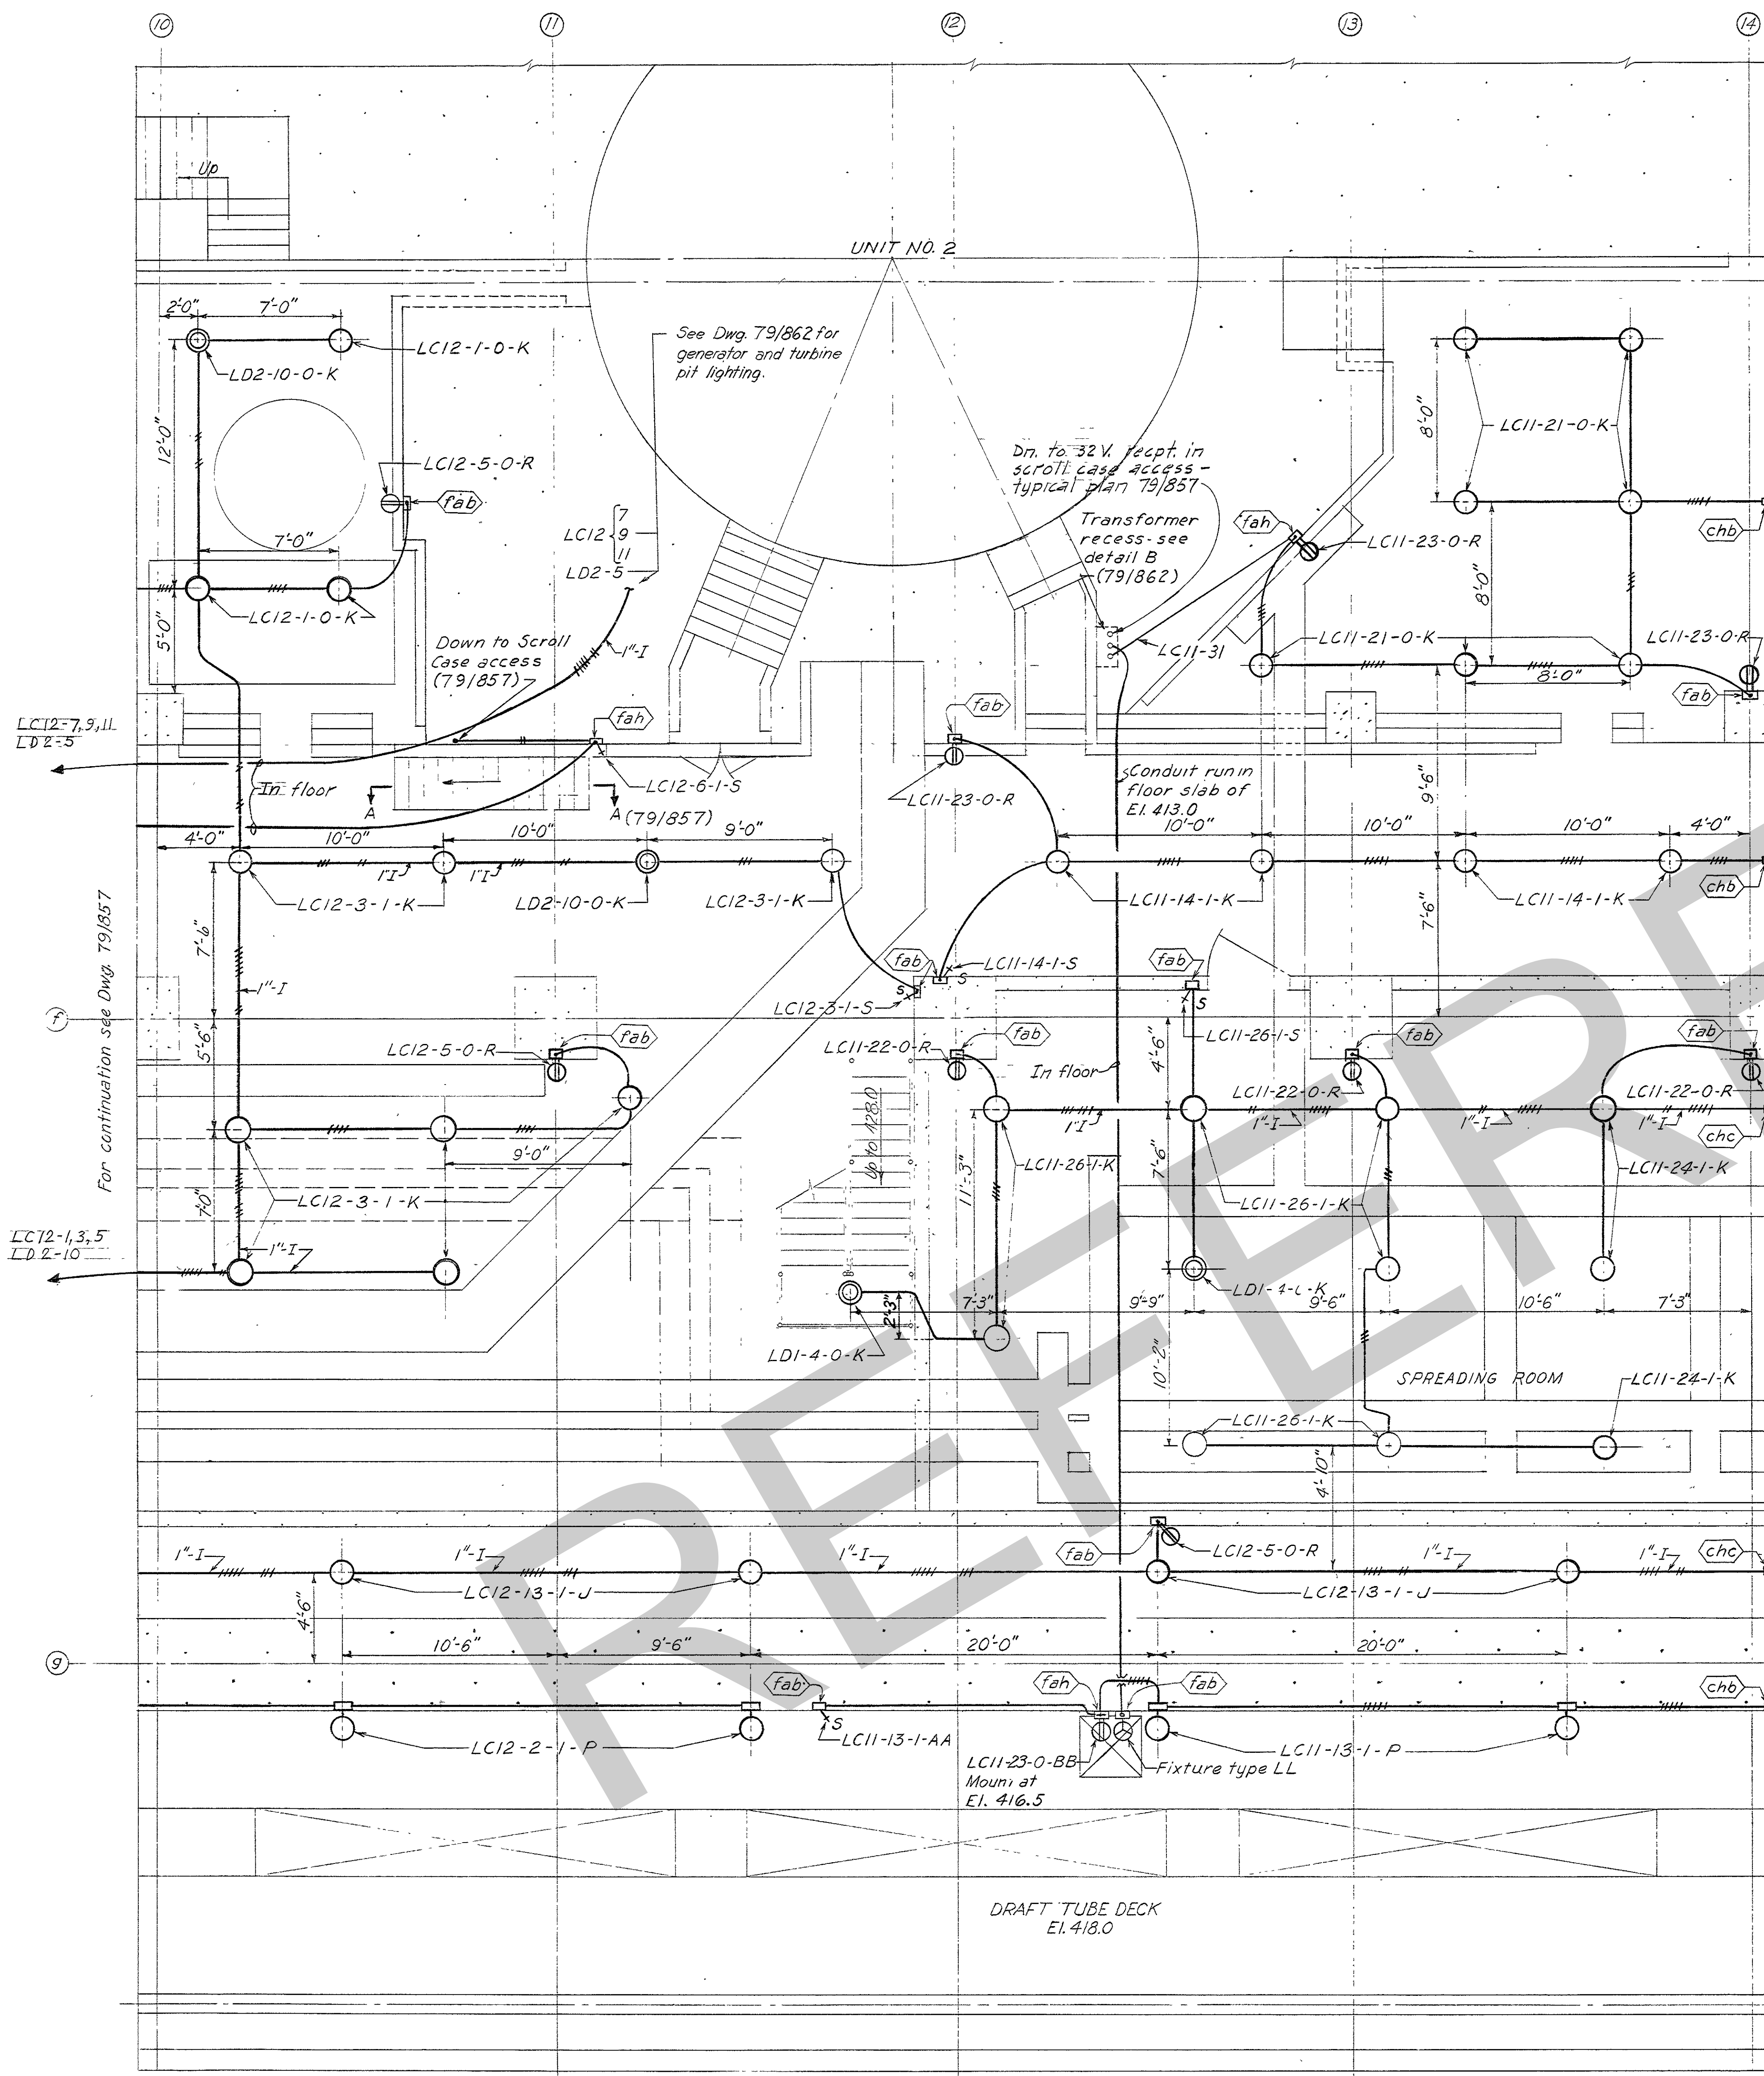 10
11
12
13
14
Up
UNIT NO. 2
2'-0"
7'-0"
LC12-1-0-K
LD2-10-0-K
12'-0"
See Dwg. 79/862 for
generator and turbine
pit lighting.
LC12-5-0-R
fab
7'-0"
LC12-1-0-K
5'-0"
LC12
7
9
11
LD2-5
1"-I
Down to Scroll
Case access
(79/857)
Dn. to 32 V. recpt. in
scroll case access -
typical plan 79/857
Transformer
recess - see
detail B
(79/862)
fah
LC11-23-0-R
LC11-31
8'-0"
LC11-21-0-K
chb
8'-0"
LC11-21-0-K
8'-0"
LC11-23-0-R
fab
LC12-7,9,11
LD2-5
In floor
fah
LC12-6-1-S
A
A (79/857)
fab
LC11-23-0-R
Conduit run in
floor slab of
El. 413.0
9'-6"
4'-0"
10'-0"
10'-0"
9'-0"
10'-0"
10'-0"
10'-0"
4'-0"
1"I
1"I
LC12-3-1-K
LD2-10-0-K
LC12-3-1-K
LC11-14-1-K
LC11-14-1-K
chb
7'-6"
7'-6"
For continuation see Dwg. 79/857
1"-I
fab
LC11-14-1-S
S
S
LC12-3-1-S
fab
S
LC11-26-1-S
f
5'-6"
LC12-5-0-R
fab
LC11-22-0-R
fab
In floor
4'-6"
LC11-22-0-R
fab
LC11-22-0-R
fab
1"I
1"-I
1"-I
1"-I
chc
9'-0"
Up to 428.0
11'-3"
LC11-26-1-K
7'-6"
LC11-26-1-K
LC11-24-1-K
7'-0"
LC12-3-1-K
LC12-1,3,5
LD2-10
1"-I
LD1-4-0-K
2'-3"
7'-3"
9'-9"
9'-6"
10'-6"
7'-3"
LD1-4-0-K
10'-2"
SPREADING ROOM
LC11-24-1-K
LC11-26-1-K
4'-10"
fab
LC12-5-0-R
1"-I
1"-I
1"-I
1"-I
1"-I
chc
LC12-13-1-J
LC12-13-1-J
4'-6"
10'-6"
9'-6"
20'-0"
20'-0"
g
fab
fah
fab
chb
S
LC11-13-1-AA
LC12-2-1-P
LC11-23-0-BB
Mount at
El. 416.5
Fixture type LL
LC11-13-1-P
DRAFT TUBE DECK
El. 418.0